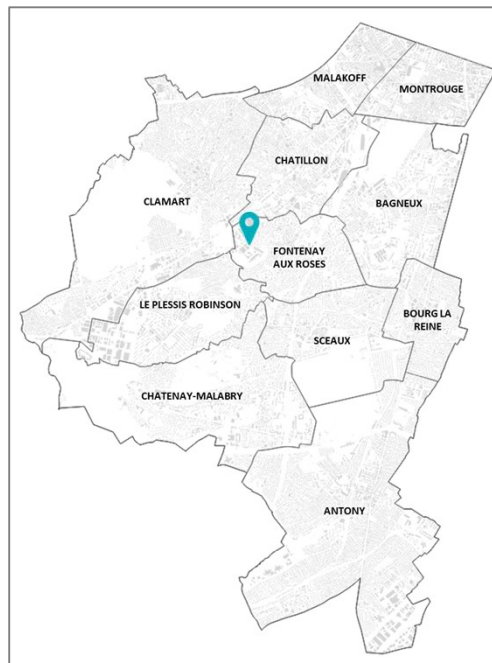 MALAKOFF
MONTROUGE
CHATILLON
CLAMART
BAGNEUX
FONTENAY
AUX ROSES
LE PLESSIS ROBINSON
BOURG LA
REINE
SCEAUX
CHATENAY-MALABRY
ANTONY